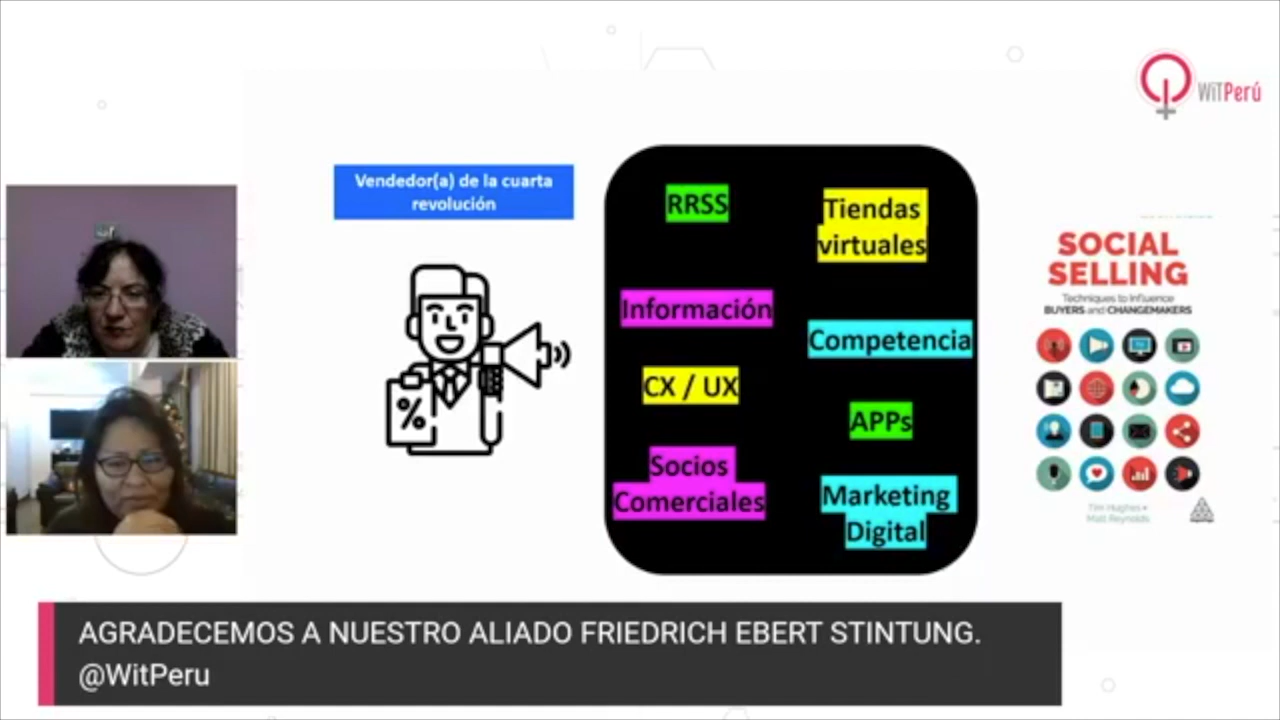 WiTPerú
Vendedor(a) de la cuarta
revolución
RRSS
Tiendas
virtuales
Información
Competencia
CX / UX
APPs
Socios
Comerciales
Marketing
Digital
%
SOCIAL
SELLING
Techniques to Influence
BUYERS and CHANGEMAKERS
Tim Hughes •
Matt Reynolds
AGRADECEMOS A NUESTRO ALIADO FRIEDRICH EBERT STINTUNG.
@WitPeru